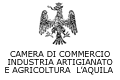 CAMERA DI COMMERCIO
INDUSTRIA ARTIGIANATO
E AGRICOLTURA L'AQUILA